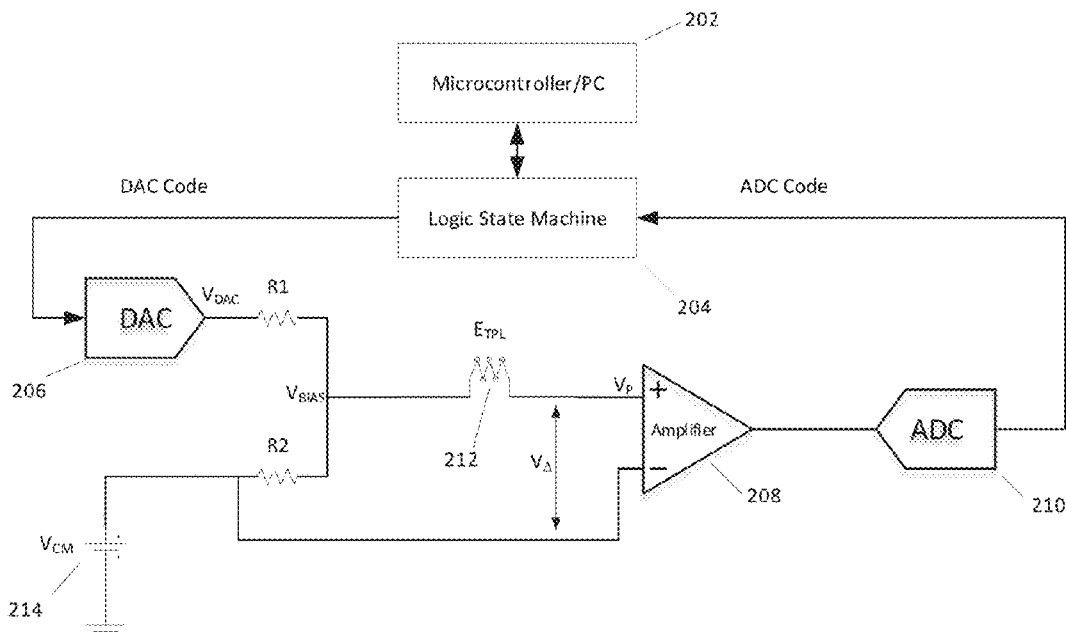 202
Microcontroller/PC
DAC Code
ADC Code
Logic State Machine
204
DAC
V_DAC
R1
206
E_TPL
V_BIAS
V_P
+
Amplifier
−
ADC
212
R2
V_Δ
208
210
V_CM
214